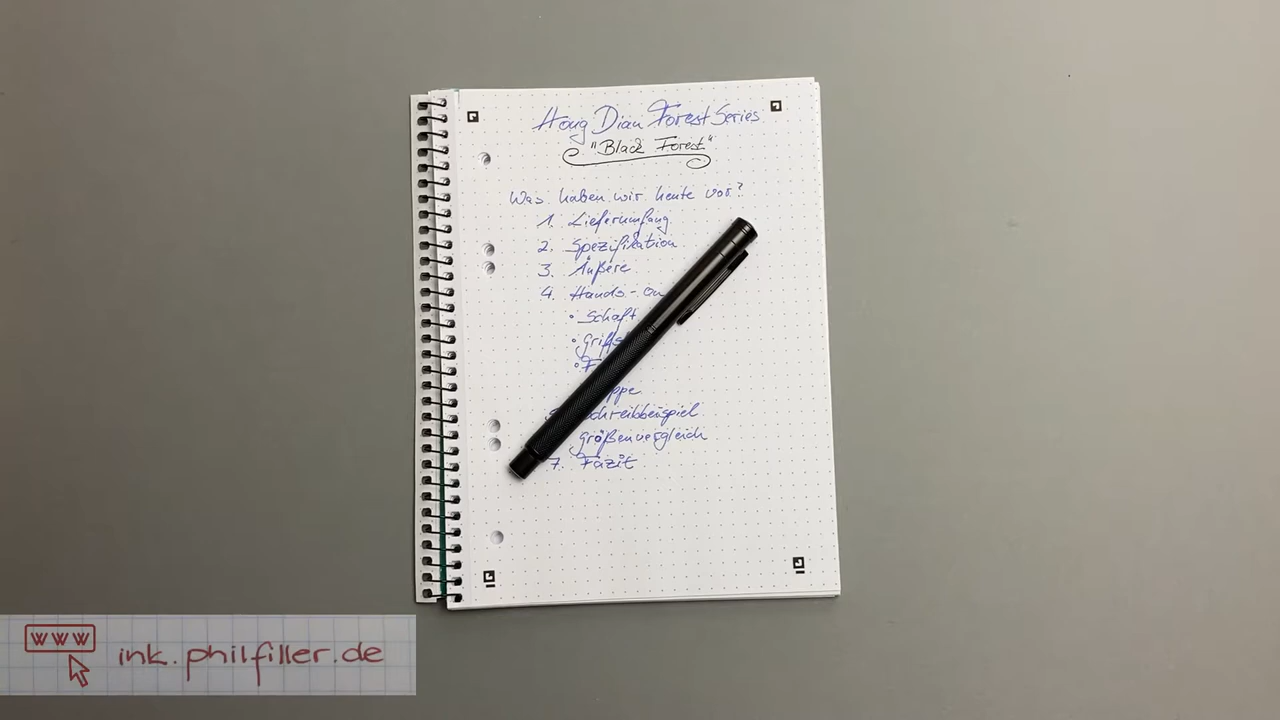 Hong Dian Forest Series
"Black Forest"
Was haben wir heute vor?
1. Lieferumfang
2. Spezifikation
3. Äußere
4. Hands-on
• Schaft
7. Fazit
Schreibbeispiel
Größenvergleich
www
ink.philfiller.de